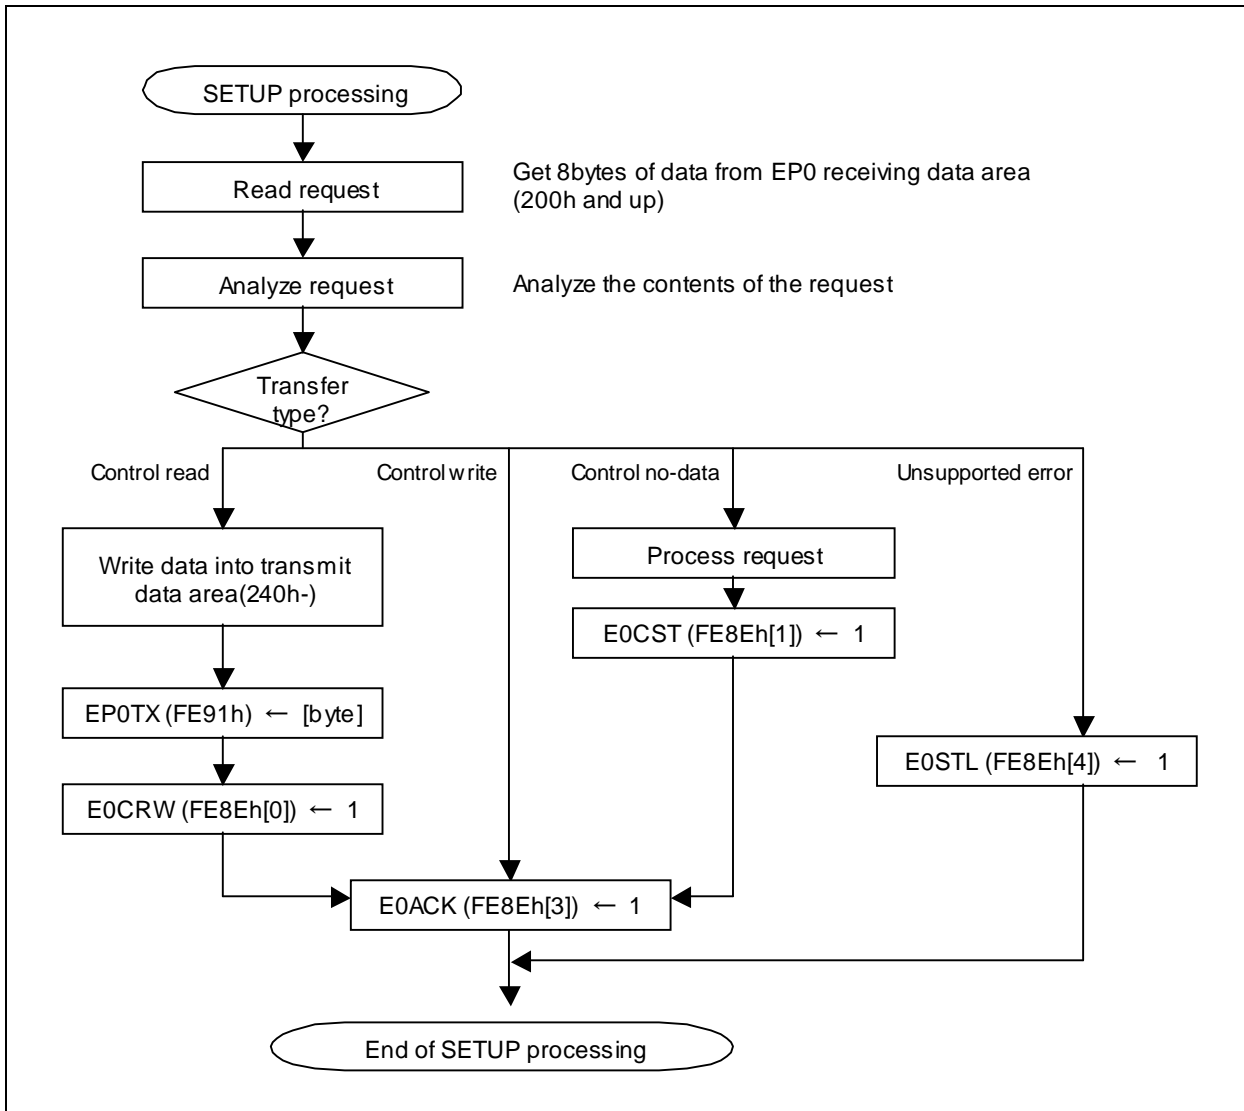 SETUP processing
Read request
Get 8bytes of data from EP0 receiving data area
(200h and up)
Analyze request
Analyze the contents of the request
Transfer
type?
Control read
Control write
Control no-data
Unsupported error
Write data into transmit
data area(240h-)
Process request
E0CST (FE8Eh[1]) ← 1
EP0TX (FE91h) ← [byte]
E0STL (FE8Eh[4]) ← 1
E0CRW (FE8Eh[0]) ← 1
E0ACK (FE8Eh[3]) ← 1
End of SETUP processing